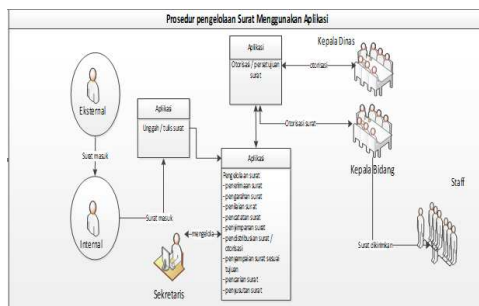 Prosedur pengelolaan Surat Menggunakan Aplikasi
Eksternal
Surat masuk
Internal
Surat masuk
Aplikasi
Unggah / tulis surat
Aplikasi
Otorisasi / persetujuan
surat
otorisasi
Kepala Dinas
Otorisasi surat
Kepala Bidang
Surat dikirimkan
Staff
Aplikasi
Pengelolaan surat
-penerimaan surat
-pengarahan surat
-penilaian surat
-pencatatan surat
-penyimpanan surat
-pendistribusian surat /
otorisasi
-penyampaian surat sesuai
tujuan
-pencarian surat
-penyusutan surat
mengelola
Sekretaris